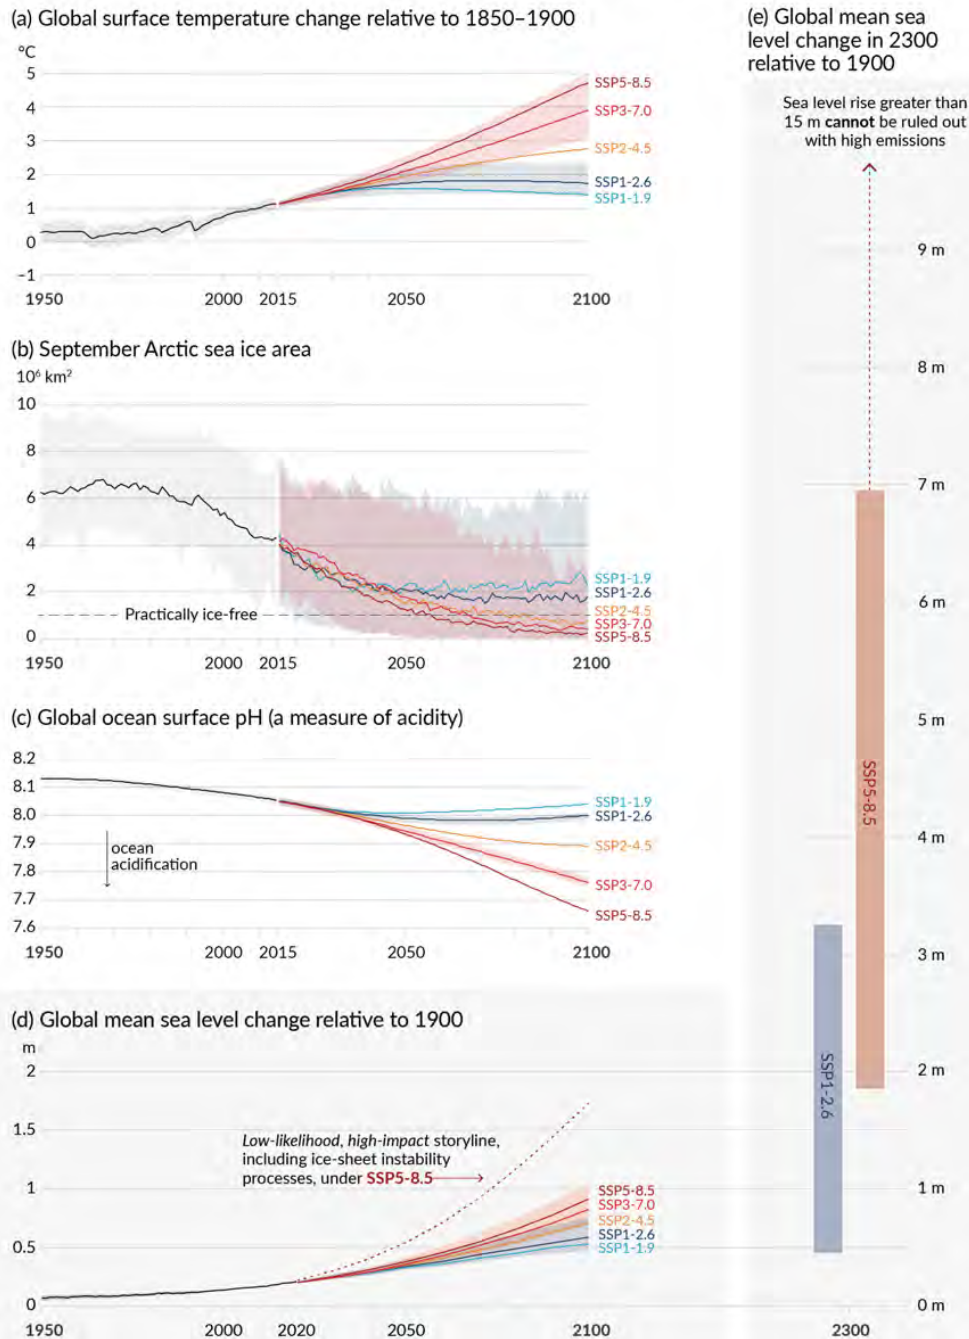 (a) Global surface temperature change relative to 1850–1900
°C
5
4
3
2
1
0
−1
SSP5-8.5
SSP3-7.0
SSP2-4.5
SSP1-2.6
SSP1-1.9
1950
2000
2015
2050
2100
(b) September Arctic sea ice area
10⁶ km²
10
8
6
4
2
0
Practically ice-free
SSP1-1.9
SSP1-2.6
SSP2-4.5
SSP3-7.0
SSP5-8.5
1950
2000
2015
2050
2100
(c) Global ocean surface pH (a measure of acidity)
8.2
8.1
8.0
7.9
7.8
7.7
7.6
ocean
acidification
SSP1-1.9
SSP1-2.6
SSP2-4.5
SSP3-7.0
SSP5-8.5
1950
2000
2015
2050
2100
(d) Global mean sea level change relative to 1900
m
2
1.5
1
0.5
0
Low-likelihood, high-impact storyline,
including ice-sheet instability
processes, under SSP5-8.5
SSP5-8.5
SSP3-7.0
SSP2-4.5
SSP1-2.6
SSP1-1.9
1950
2000
2020
2050
2100
(e) Global mean sea
level change in 2300
relative to 1900
Sea level rise greater than
15 m cannot be ruled out
with high emissions
9 m
8 m
7 m
6 m
5 m
4 m
3 m
2 m
1 m
0 m
SSP5-8.5
SSP1-2.6
2300